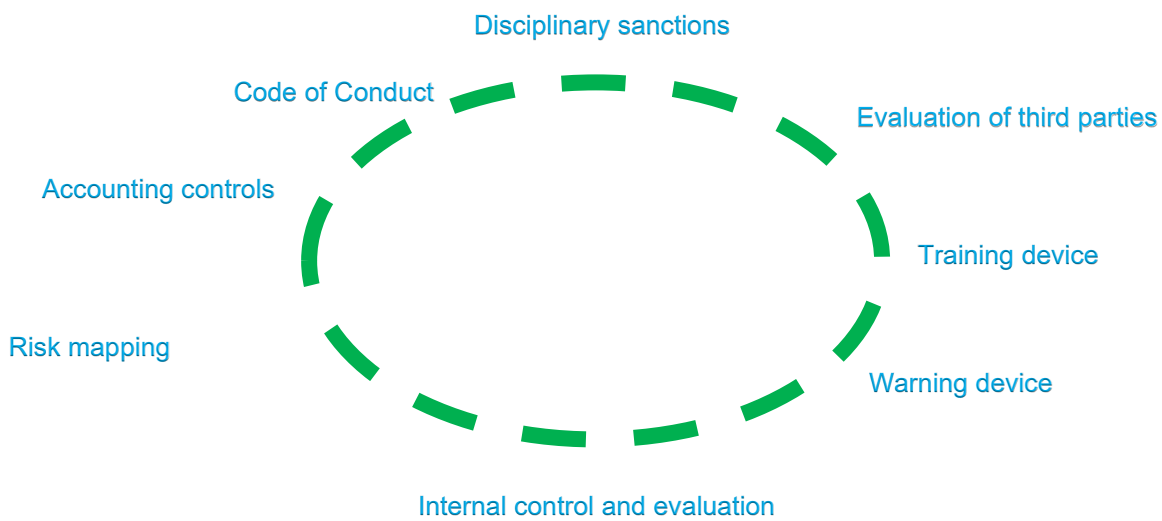 Disciplinary sanctions
Code of Conduct
Evaluation of third parties
Accounting controls
Training device
Risk mapping
Warning device
Internal control and evaluation